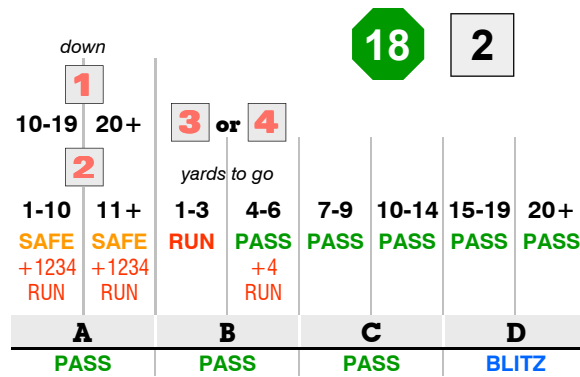 18 2
down
1
10-19 20+ 3 or 4
2 yards to go
1-10 11+ 1-3 4-6 7-9 10-14 15-19 20+
SAFE SAFE RUN PASS PASS PASS PASS PASS
+1234 +1234 +4
RUN RUN RUN
A B C D
PASS PASS PASS BLITZ